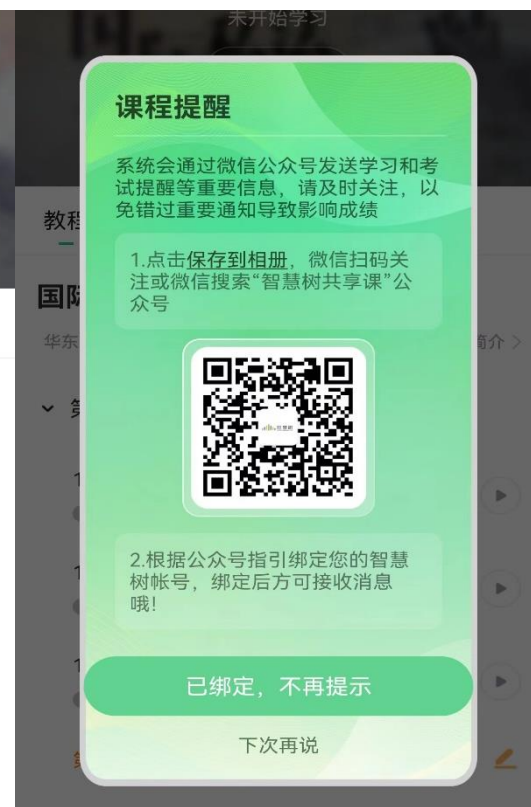 未开始学习
课程提醒
系统会通过微信公众号发送学习和考
试提醒等重要信息，请及时关注，以
免错过重要通知导致影响成绩
教程
1.点击保存到相册，微信扫码关
注或微信搜索“智慧树共享课”公
众号
国际
华东
简介 >
第
1
1
2.根据公众号指引绑定您的智慧
树帐号，绑定后方可接收消息
哦！
1
已绑定，不再提示
下次再说
第